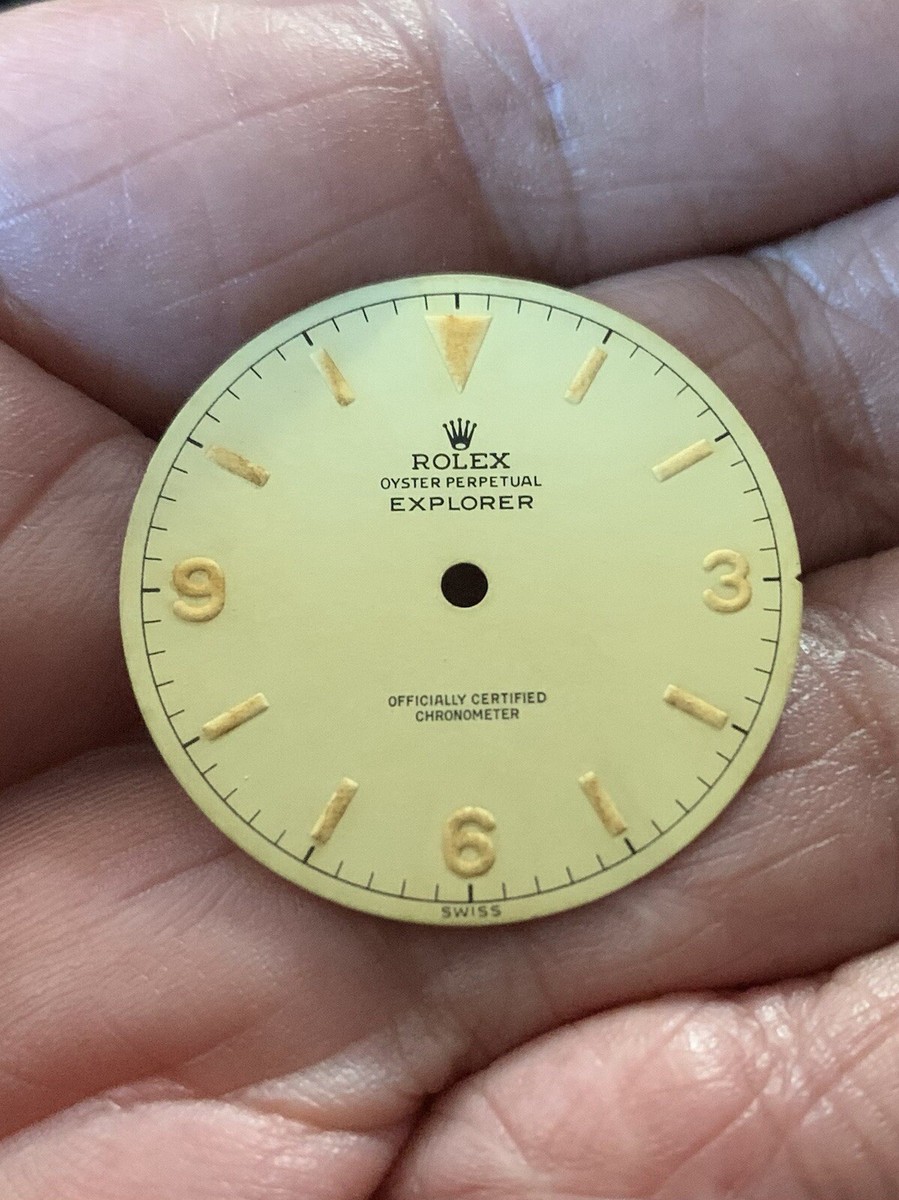 ROLEX
OYSTER PERPETUAL
EXPLORER
9
3
OFFICIALLY CERTIFIED
CHRONOMETER
6
SWISS